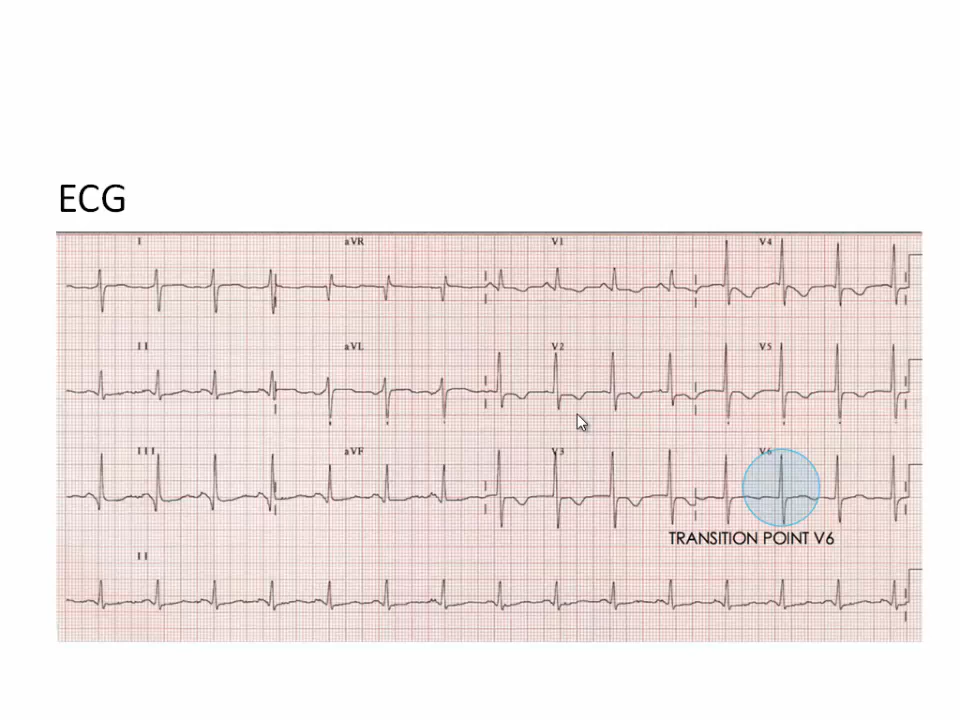 ECG
I aVR V1 V4
II aVL V2 V5
III aVF V3 V6
TRANSITION POINT V6
II